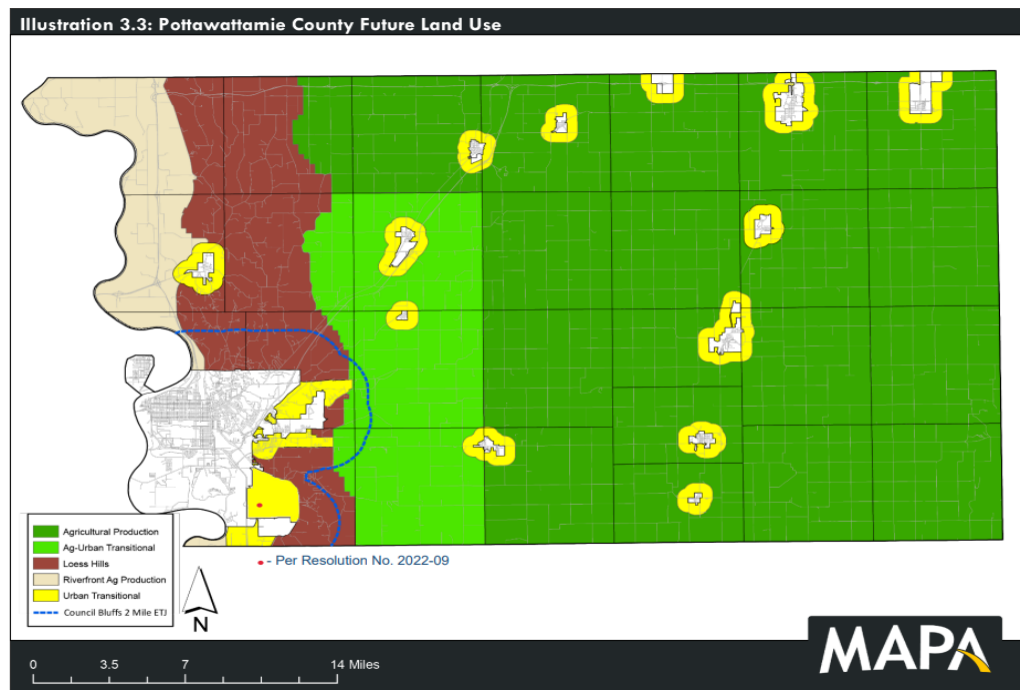 Illustration 3.3: Pottawattamie County Future Land Use
Agricultural Production
Ag-Urban Transitional
Loess Hills
Riverfront Ag Production
Urban Transitional
Council Bluffs 2 Mile ETJ
- Per Resolution No. 2022-09
N
0 3.5 7 14 Miles
MAPA